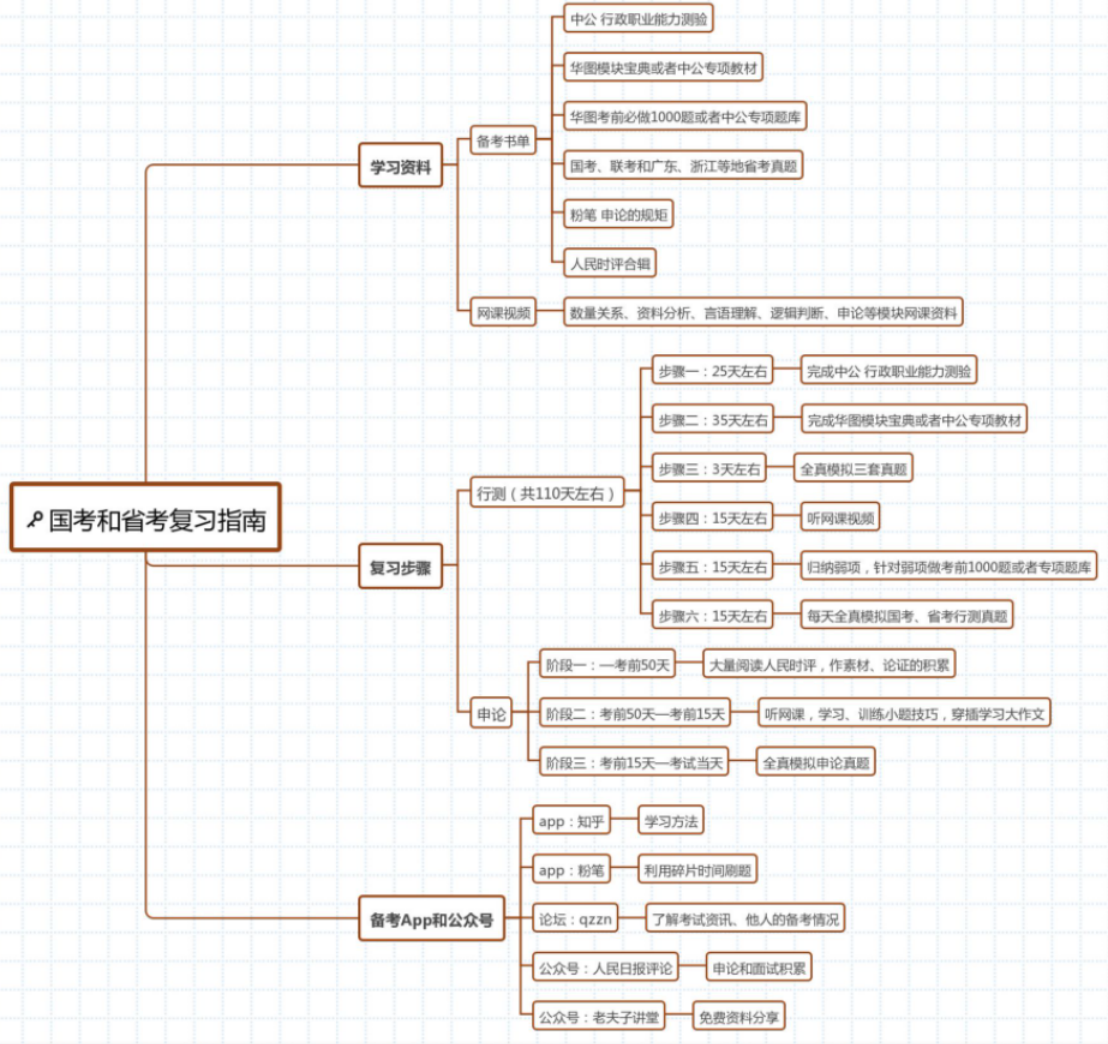 国考和省考复习指南
学习资料
备考书单
中公 行政职业能力测验
华图模块宝典或者中公专项教材
华图考前必做1000题或者中公专项题库
国考、联考和广东、浙江等地省考真题
粉笔 申论的规矩
人民时评合辑
网课视频
数量关系、资料分析、言语理解、逻辑判断、申论等模块网课资料
复习步骤
行测（共110天左右）
步骤一：25天左右
完成中公 行政职业能力测验
步骤二：35天左右
完成华图模块宝典或者中公专项教材
步骤三：3天左右
全真模拟三套真题
步骤四：15天左右
听网课视频
步骤五：15天左右
归纳弱项，针对弱项做考前1000题或者专项题库
步骤六：15天左右
每天全真模拟国考、省考行测真题
申论
阶段一：—考前50天
大量阅读人民时评，作素材、论证的积累
阶段二：考前50天—考前15天
听网课，学习、训练小题技巧，穿插学习大作文
阶段三：考前15天—考试当天
全真模拟申论真题
备考App和公众号
app：知乎
学习方法
app：粉笔
利用碎片时间刷题
论坛：qzzn
了解考试资讯、他人的备考情况
公众号：人民日报评论
申论和面试积累
公众号：老夫子讲堂
免费资料分享